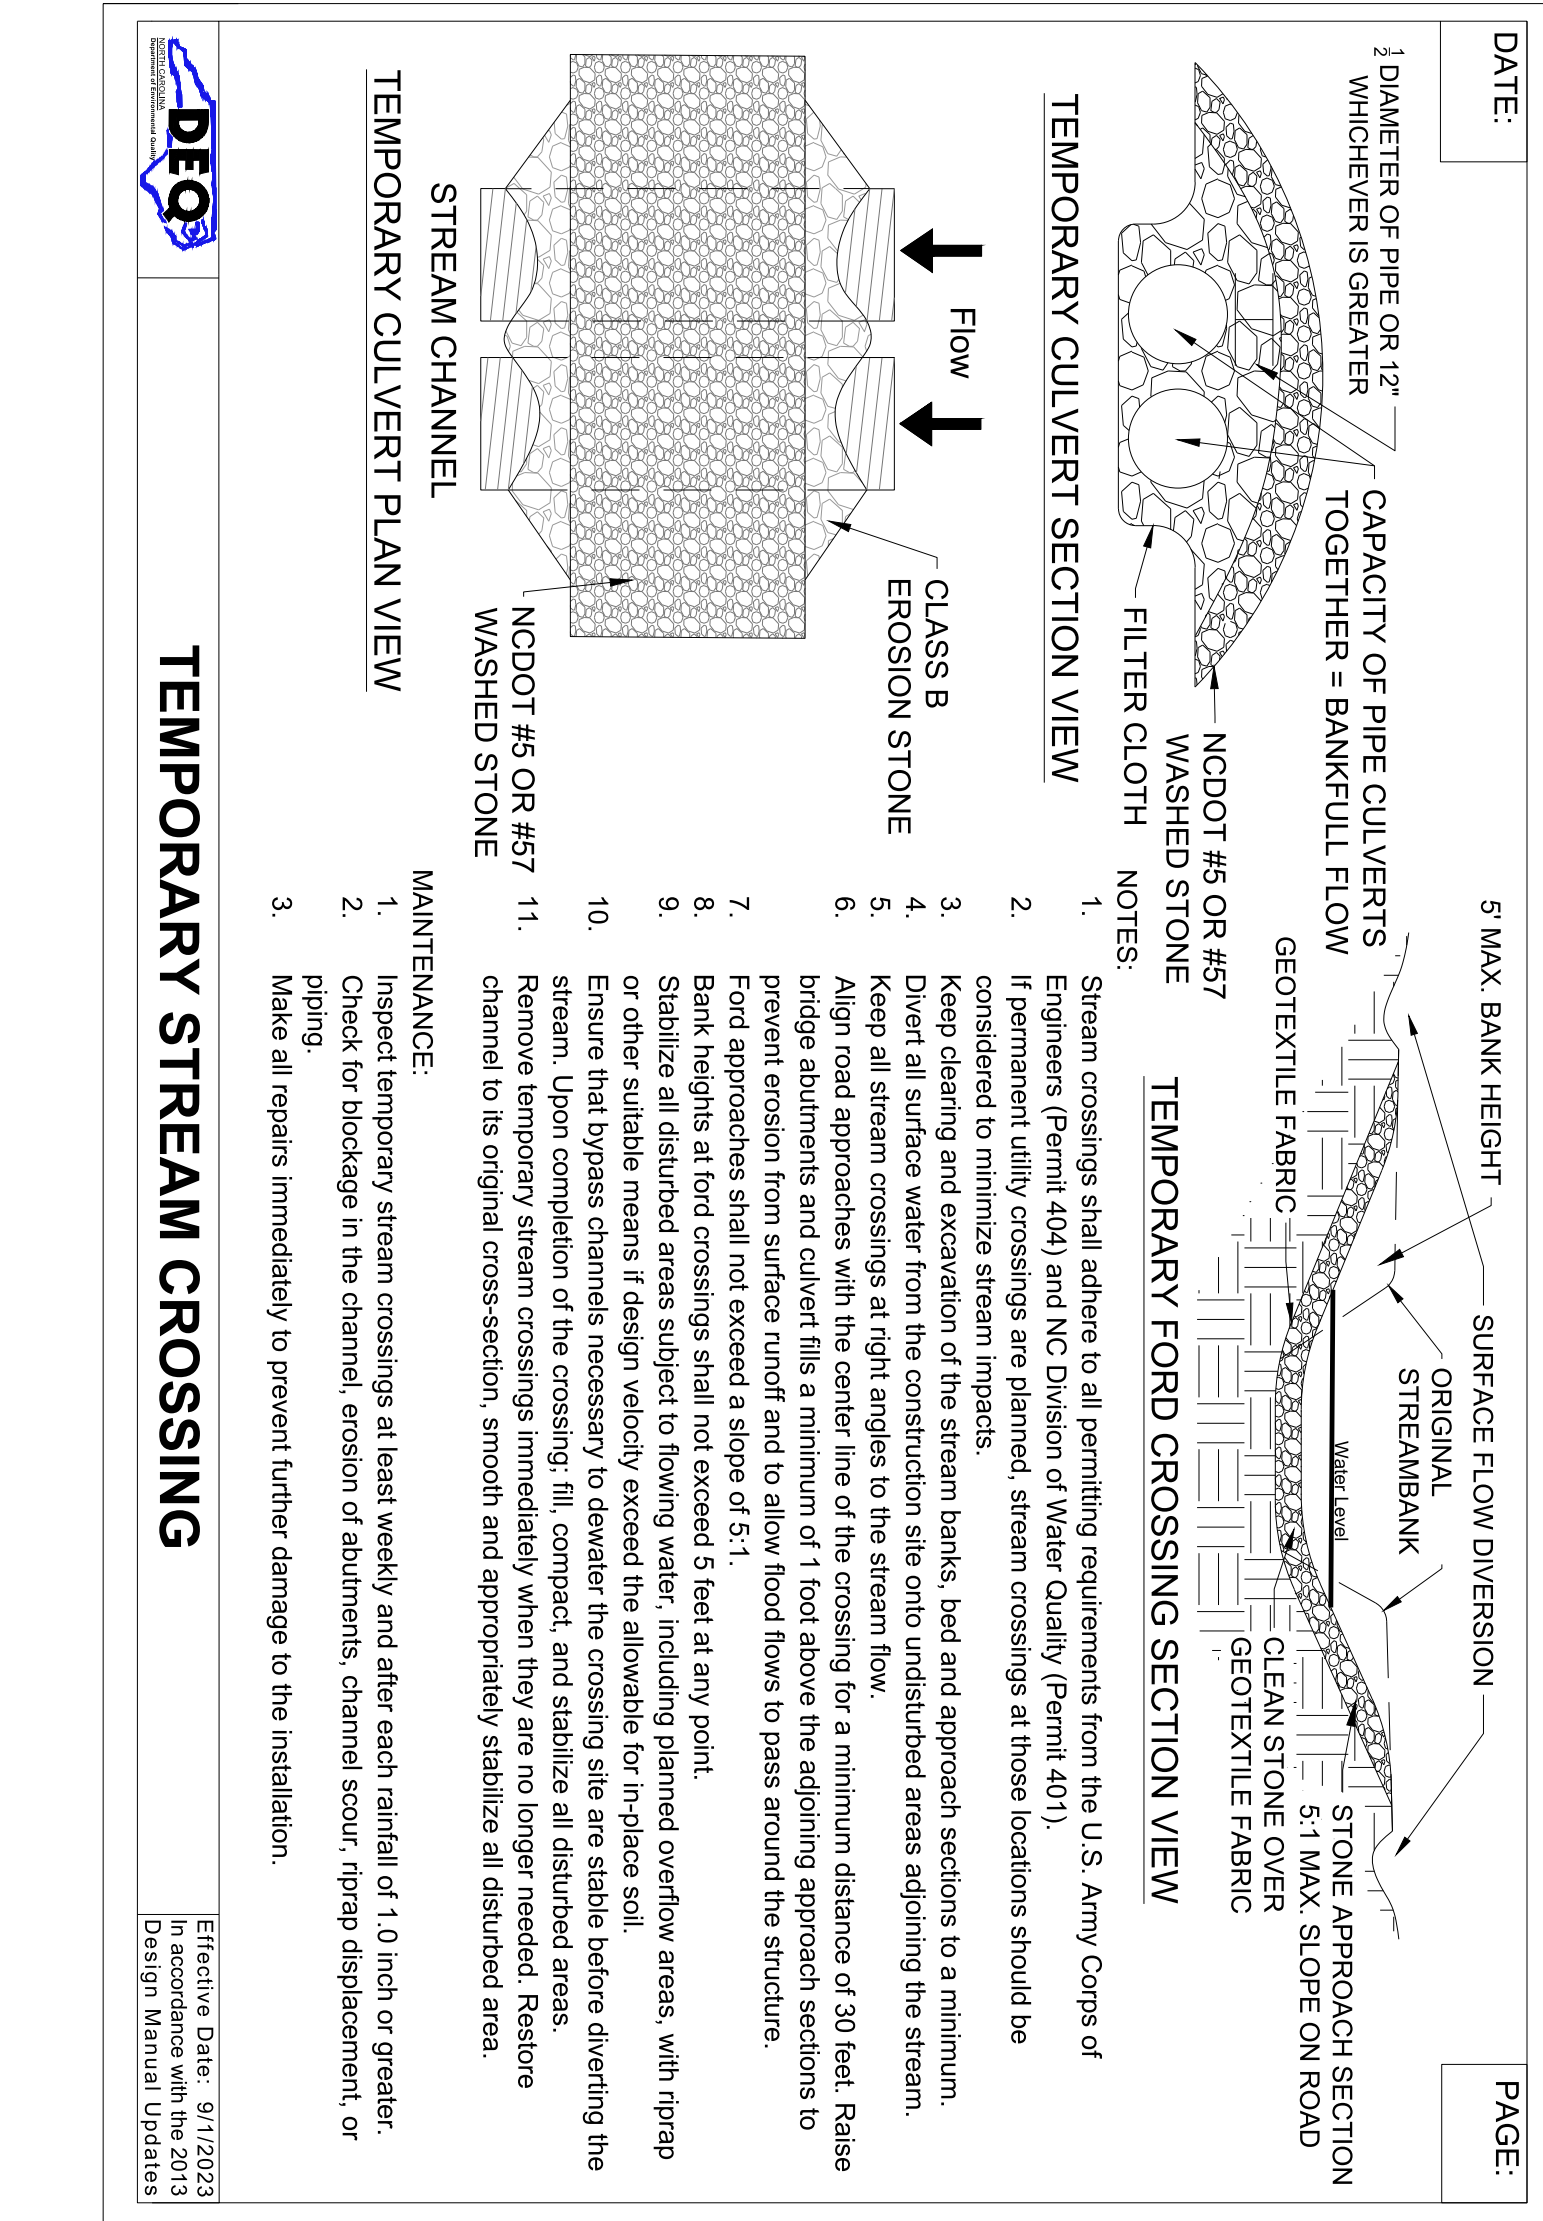 DATE:
PAGE:
1/2 DIAMETER OF PIPE OR 12"
WHICHEVER IS GREATER
CAPACITY OF PIPE CULVERTS
TOGETHER = BANKFULL FLOW
NCDOT #5 OR #57
WASHED STONE
FILTER CLOTH
TEMPORARY CULVERT SECTION VIEW
Flow
CLASS B
EROSION STONE
NCDOT #5 OR #57
WASHED STONE
STREAM CHANNEL
TEMPORARY CULVERT PLAN VIEW
5' MAX. BANK HEIGHT
SURFACE FLOW DIVERSION
ORIGINAL
STREAMBANK
Water Level
GEOTEXTILE FABRIC
STONE APPROACH SECTION
5:1 MAX. SLOPE ON ROAD
CLEAN STONE OVER
GEOTEXTILE FABRIC
TEMPORARY FORD CROSSING SECTION VIEW
NOTES:
1. Stream crossings shall adhere to all permitting requirements from the U.S. Army Corps of
Engineers (Permit 404) and NC Division of Water Quality (Permit 401).
2. If permanent utility crossings are planned, stream crossings at those locations should be
considered to minimize stream impacts.
3. Keep clearing and excavation of the stream banks, bed and approach sections to a minimum.
4. Divert all surface water from the construction site onto undisturbed areas adjoining the stream.
5. Keep all stream crossings at right angles to the stream flow.
6. Align road approaches with the center line of the crossing for a minimum distance of 30 feet. Raise
bridge abutments and culvert fills a minimum of 1 foot above the adjoining approach sections to
prevent erosion from surface runoff and to allow flood flows to pass around the structure.
7. Ford approaches shall not exceed a slope of 5:1.
8. Bank heights at ford crossings shall not exceed 5 feet at any point.
9. Stabilize all disturbed areas subject to flowing water, including planned overflow areas, with riprap
or other suitable means if design velocity exceed the allowable for in-place soil.
10. Ensure that bypass channels necessary to dewater the crossing site are stable before diverting the
stream. Upon completion of the crossing, fill, compact, and stabilize all disturbed areas.
11. Remove temporary stream crossings immediately when they are no longer needed. Restore
channel to its original cross-section, smooth and appropriately stabilize all disturbed area.
MAINTENANCE:
1. Inspect temporary stream crossings at least weekly and after each rainfall of 1.0 inch or greater.
2. Check for blockage in the channel, erosion of abutments, channel scour, riprap displacement, or
piping.
3. Make all repairs immediately to prevent further damage to the installation.
DEQ
NORTH CAROLINA
Department of Environmental Quality
TEMPORARY STREAM CROSSING
Effective Date: 9/1/2023
In accordance with the 2013
Design Manual Updates